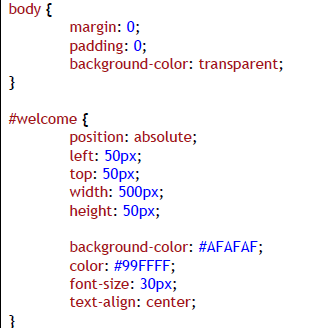 body {
margin: 0;
padding: 0;
background-color: transparent;
}
#welcome {
position: absolute;
left: 50px;
top: 50px;
width: 500px;
height: 50px;
background-color: #AFAFAF;
color: #99FFFF;
font-size: 30px;
text-align: center;
}